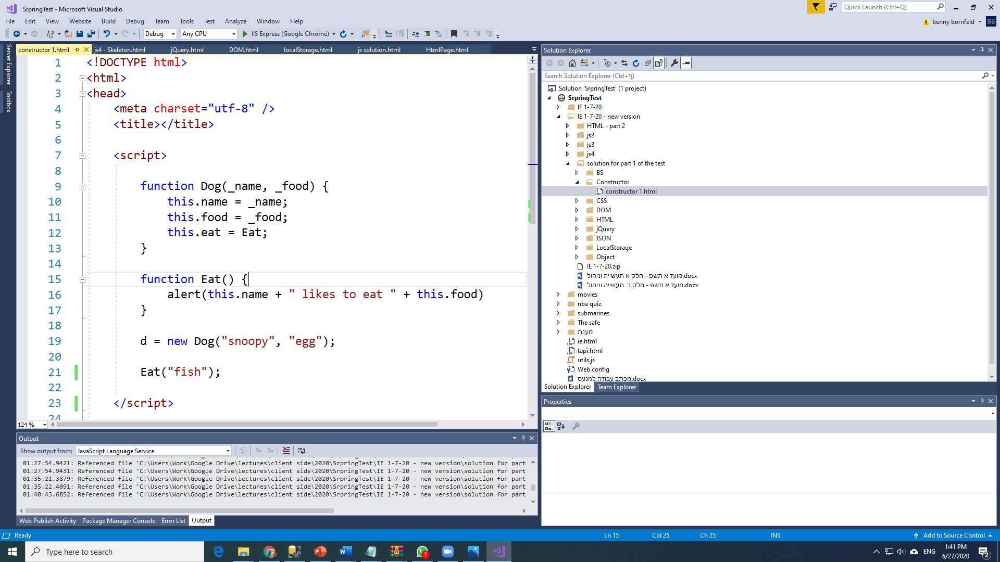 SrpringTest - Microsoft Visual Studio
Quick Launch (Ctrl+Q)
File Edit View Website Build Debug Team Tools Test Analyze Window Help
benny bornfeld BB
Debug Any CPU IIS Express (Google Chrome)
Server Explorer
Toolbox
constructor 1.html js4 - Skeleton.html jQuery.html DOM.html localStorage.html js solution.html HtmlPage.html
1 <!DOCTYPE html>
2 <html>
3 <head>
4 <meta charset="utf-8" />
5 <title></title>
6
7 <script>
8
9 function Dog(_name, _food) {
10 this.name = _name;
11 this.food = _food;
12 this.eat = Eat;
13 }
14
15 function Eat() {
16 alert(this.name + " likes to eat " + this.food)
17 }
18
19 d = new Dog("snoopy", "egg");
20
21 Eat("fish");
22
23 </script>
24
124 %
Output
Show output from: JavaScript Language Service
01:27:54.9421: Referenced file 'C:\Users\Work\Google Drive\lectures\client side\2020\SrpringTest\IE 1-7-20 - new version\solution for part
01:27:54.9431: Referenced file 'C:\Users\Work\Google Drive\lectures\client side\2020\SrpringTest\IE 1-7-20 - new version\solution for part
01:35:21.3879: Referenced file 'C:\Users\Work\Google Drive\lectures\client side\2020\SrpringTest\IE 1-7-20 - new version\solution for part
01:35:22.4091: Referenced file 'C:\Users\Work\Google Drive\lectures\client side\2020\SrpringTest\IE 1-7-20 - new version\solution for part
01:40:43.6852: Referenced file 'C:\Users\Work\Google Drive\lectures\client side\2020\SrpringTest\IE 1-7-20 - new version\solution for part
Web Publish Activity Package Manager Console Error List Output
Solution Explorer
Search Solution Explorer (Ctrl+ף)
Solution 'SrpringTest' (1 project)
SrpringTest
IE 1-7-20
IE 1-7-20 - new version
HTML - part 2
js2
js3
js4
solution for part 1 of the test
BS
Constructor
constructor 1.html
CSS
DOM
HTML
jQuery
JSON
LocalStorage
Object
IE 1-7-20.zip
מועד א תשפ - חלק א תעשייה וניהול.docx
מועד א תשפ - חלק ב תעשייה וניהול.docx
movies
nba quiz
submarines
The safe
מענת
ie.html
tapi.html
utils.js
Web.config
מכתב עבודה למנעס.docx
Solution Explorer Team Explorer
Properties
Ready Ln 15 Col 25 Ch 25 INS Add to Source Control
Type here to search
1
ENG
1:41 PM
6/27/2020
2